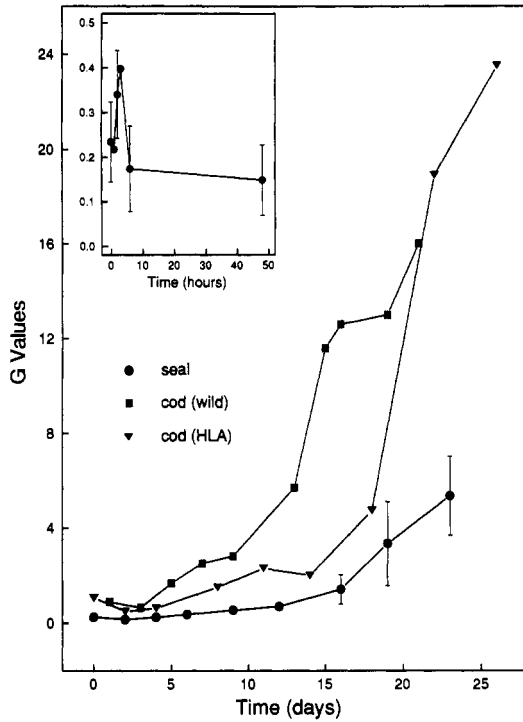 24
20
16
12
8
4
0
G Values
0.5
0.4
0.3
0.2
0.1
0.0
0 10 20 30 40 50
Time (hours)
seal
cod (wild)
cod (HLA)
0 5 10 15 20 25
Time (days)